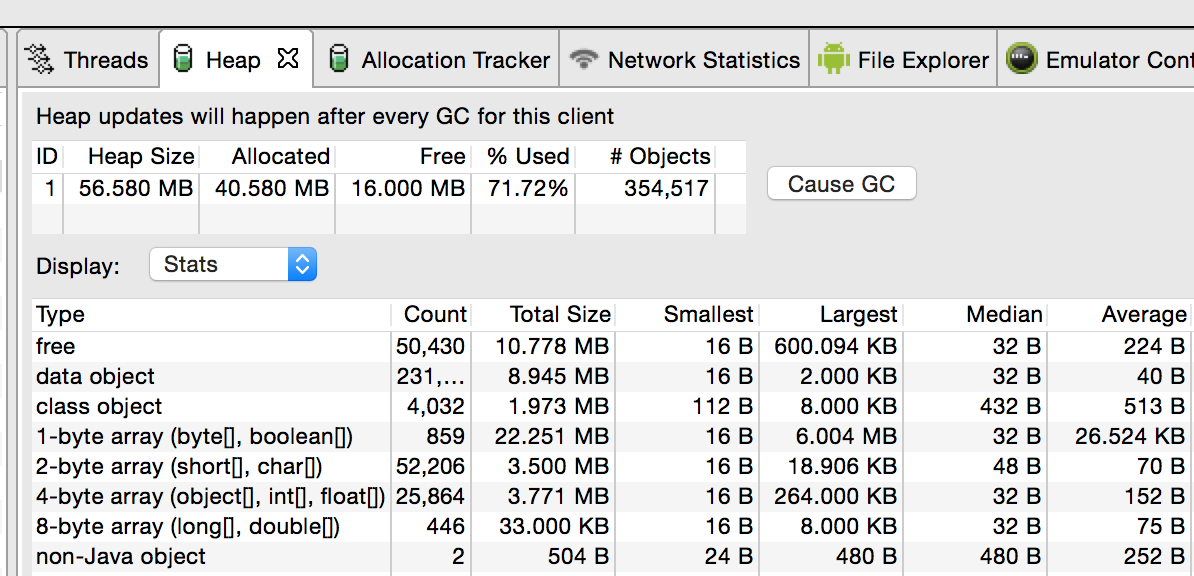 Threads Heap Allocation Tracker Network Statistics File Explorer Emulator Cont
Heap updates will happen after every GC for this client
ID Heap Size Allocated Free % Used # Objects
1 56.580 MB 40.580 MB 16.000 MB 71.72% 354,517
Cause GC
Display: Stats
Type Count Total Size Smallest Largest Median Average
free 50,430 10.778 MB 16 B 600.094 KB 32 B 224 B
data object 231,... 8.945 MB 16 B 2.000 KB 32 B 40 B
class object 4,032 1.973 MB 112 B 8.000 KB 432 B 513 B
1-byte array (byte[], boolean[]) 859 22.251 MB 16 B 6.004 MB 32 B 26.524 KB
2-byte array (short[], char[]) 52,206 3.500 MB 16 B 18.906 KB 48 B 70 B
4-byte array (object[], int[], float[]) 25,864 3.771 MB 16 B 264.000 KB 32 B 152 B
8-byte array (long[], double[]) 446 33.000 KB 16 B 8.000 KB 32 B 75 B
non-Java object 2 504 B 24 B 480 B 480 B 252 B